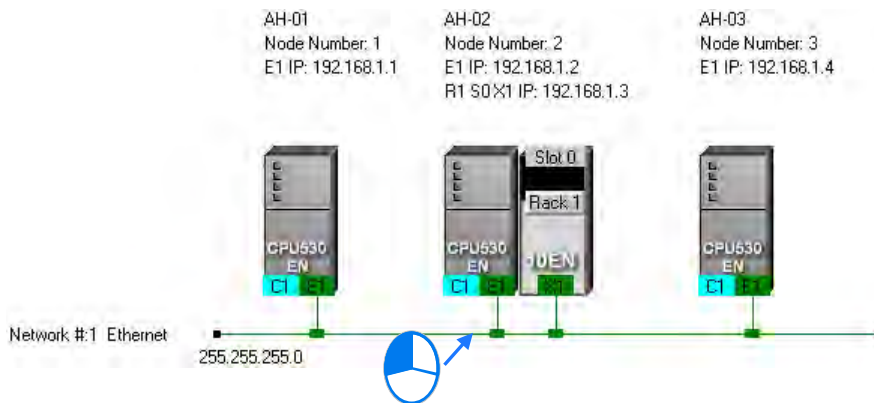 AH-01
Node Number: 1
E1 IP: 192.168.1.1
AH-02
Node Number: 2
E1 IP: 192.168.1.2
R1 S0 X1 IP: 192.168.1.3
AH-03
Node Number: 3
E1 IP: 192.168.1.4
CPU530
EN
C1 E1
CPU530
EN
C1 E1
Slot 0
Rack 1
10EN
X1
CPU530
EN
C1 E1
Network #:1 Ethernet
255.255.255.0